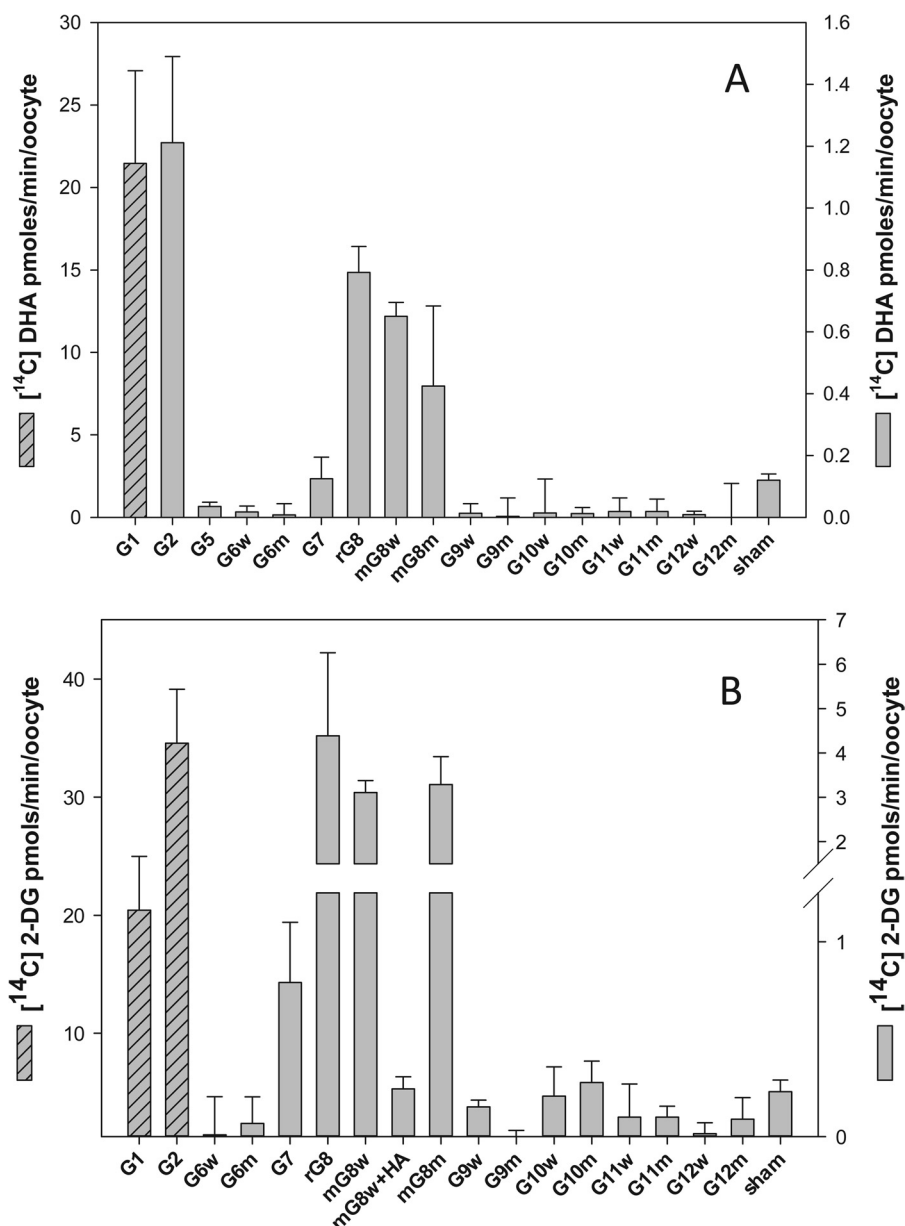 A
[¹⁴C] DHA pmoles/min/oocyte
30
25
20
15
10
5
0
1.6
1.4
1.2
1.0
0.8
0.6
0.4
0.2
0.0
[¹⁴C] DHA pmoles/min/oocyte
G1
G2
G5
G6w
G6m
G7
rG8
mG8w
mG8m
G9w
G9m
G10w
G10m
G11w
G11m
G12w
G12m
sham
B
[¹⁴C] 2-DG pmols/min/oocyte
40
30
20
10
7
6
5
4
3
2
1
0
[¹⁴C] 2-DG pmols/min/oocyte
G1
G2
G6w
G6m
G7
rG8
mG8w
mG8w+HA
mG8m
G9w
G9m
G10w
G10m
G11w
G11m
G12w
G12m
sham